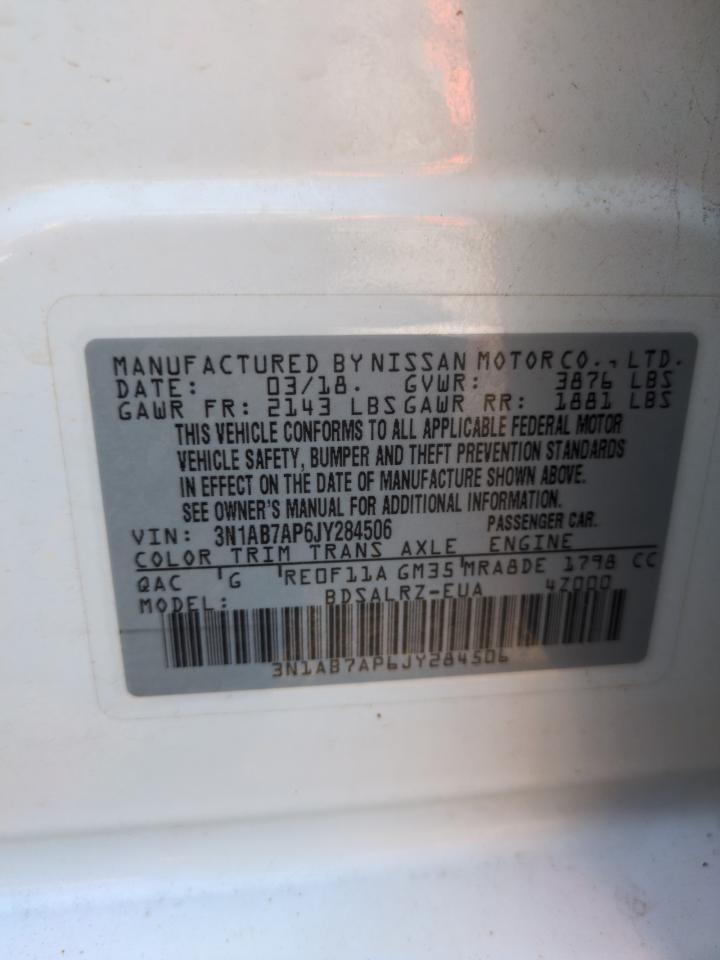 MANUFACTURED BY NISSAN MOTOR CO., LTD.
DATE: 03/18. GVWR: 3876 LBS
GAWR FR: 2143 LBS GAWR RR: 1881 LBS
THIS VEHICLE CONFORMS TO ALL APPLICABLE FEDERAL MOTOR
VEHICLE SAFETY, BUMPER AND THEFT PREVENTION STANDARDS
IN EFFECT ON THE DATE OF MANUFACTURE SHOWN ABOVE.
SEE OWNER'S MANUAL FOR ADDITIONAL INFORMATION.
VIN: 3N1AB7AP6JY284506 PASSENGER CAR.
COLOR TRIM TRANS AXLE ENGINE
QAC G RE0F11A GM35 MRA8DE 1798 CC
MODEL: BDSALRZ-EUA 4Z000
3N1AB7AP6JY284506